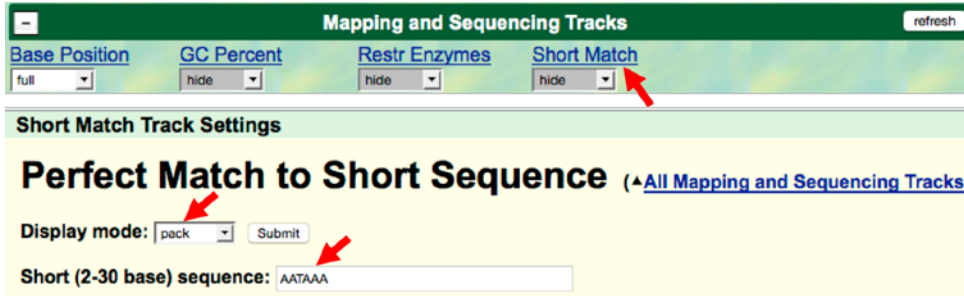 - Mapping and Sequencing Tracks refresh
Base Position GC Percent Restr Enzymes Short Match
full hide hide hide
Short Match Track Settings
Perfect Match to Short Sequence (▲All Mapping and Sequencing Tracks
Display mode: pack Submit
Short (2-30 base) sequence: AATAAA